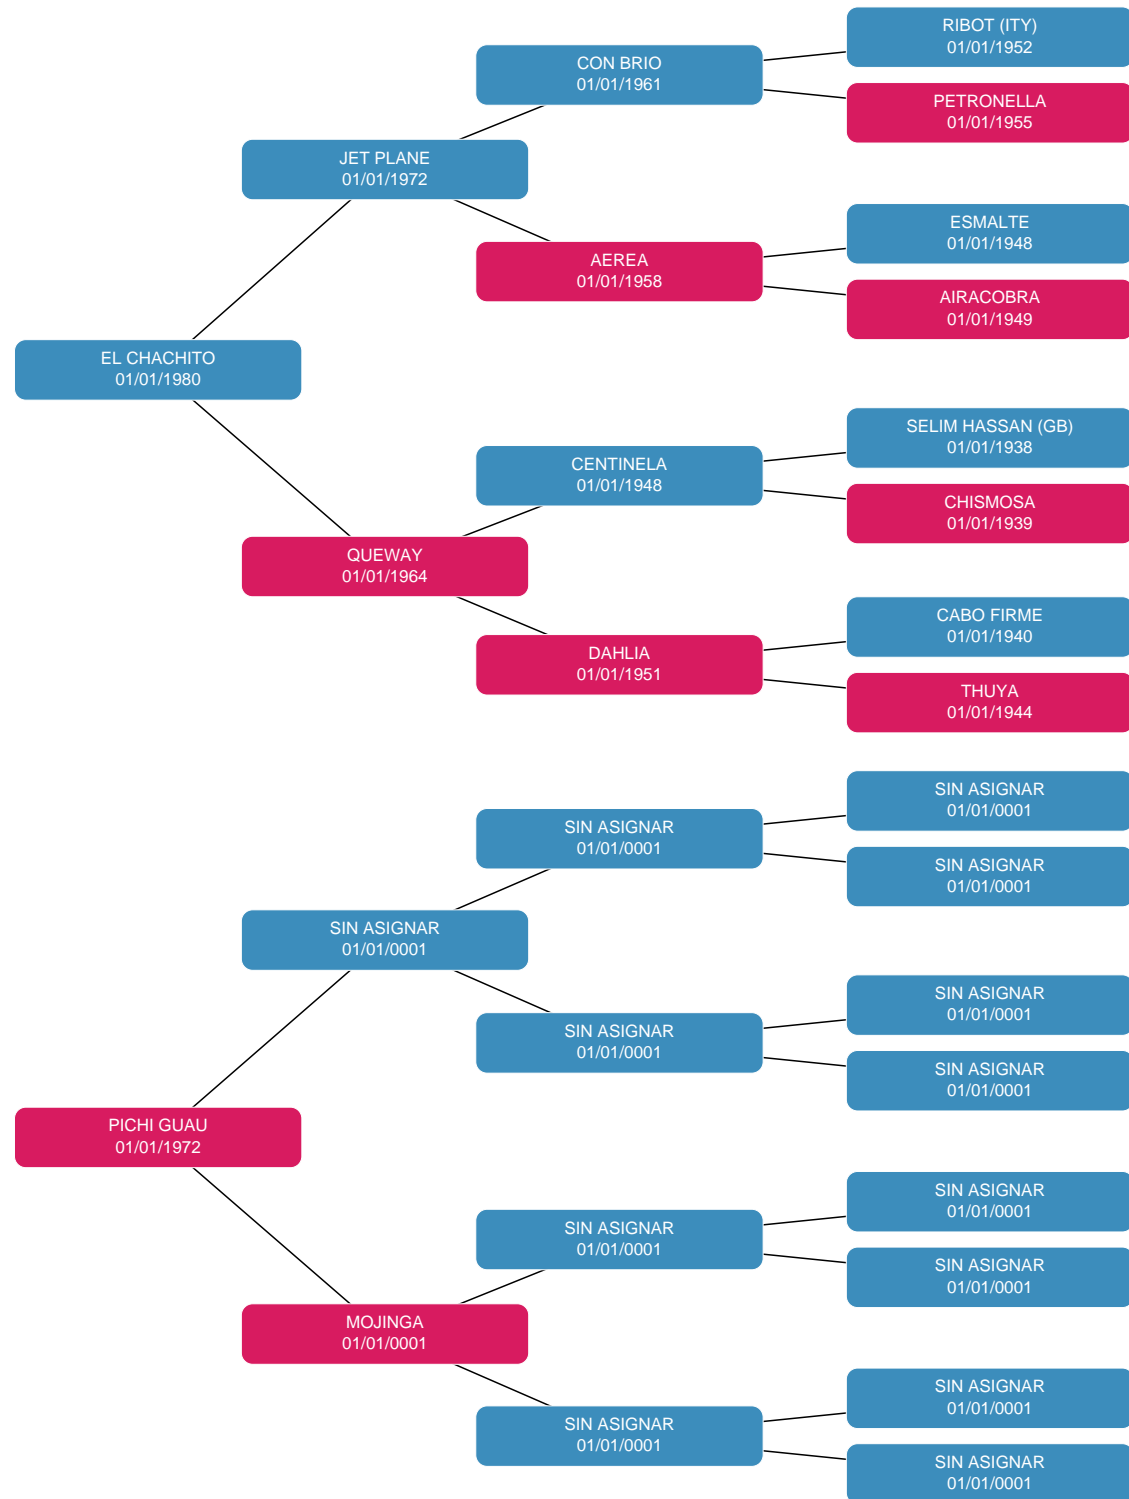 RIBOT (ITY)
01/01/1952
CON BRIO
01/01/1961
PETRONELLA
01/01/1955
JET PLANE
01/01/1972
ESMALTE
01/01/1948
AEREA
01/01/1958
AIRACOBRA
01/01/1949
EL CHACHITO
01/01/1980
SELIM HASSAN (GB)
01/01/1938
CENTINELA
01/01/1948
CHISMOSA
01/01/1939
QUEWAY
01/01/1964
CABO FIRME
01/01/1940
DAHLIA
01/01/1951
THUYA
01/01/1944
SIN ASIGNAR
01/01/0001
SIN ASIGNAR
01/01/0001
SIN ASIGNAR
01/01/0001
SIN ASIGNAR
01/01/0001
SIN ASIGNAR
01/01/0001
SIN ASIGNAR
01/01/0001
SIN ASIGNAR
01/01/0001
PICHI GUAU
01/01/1972
SIN ASIGNAR
01/01/0001
SIN ASIGNAR
01/01/0001
SIN ASIGNAR
01/01/0001
MOJINGA
01/01/0001
SIN ASIGNAR
01/01/0001
SIN ASIGNAR
01/01/0001
SIN ASIGNAR
01/01/0001